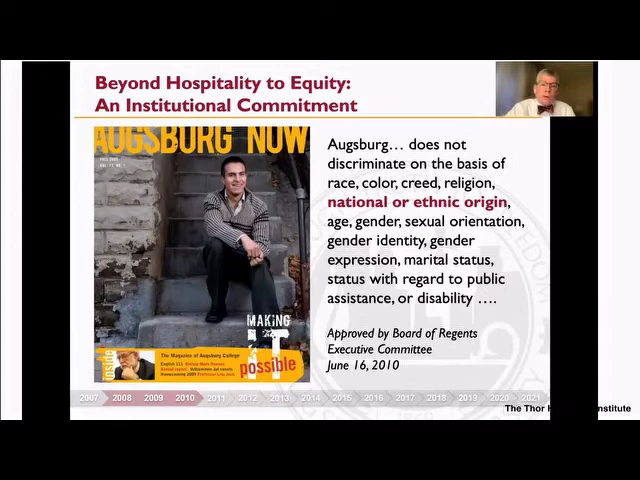 Beyond Hospitality to Equity:
An Institutional Commitment
AUGSBURG NOW
MAKING
IT
possible
inside
The Magazine of Augsburg College
Augsburg… does not
discriminate on the basis of
race, color, creed, religion,
national or ethnic origin,
age, gender, sexual orientation,
gender identity, gender
expression, marital status,
status with regard to public
assistance, or disability ….
Approved by Board of Regents
Executive Committee
June 16, 2010
2007 2008 2009 2010 2011 2012 2013 2014 2015 2016 2017 2018 2019 2020 2021
The Thor Institute